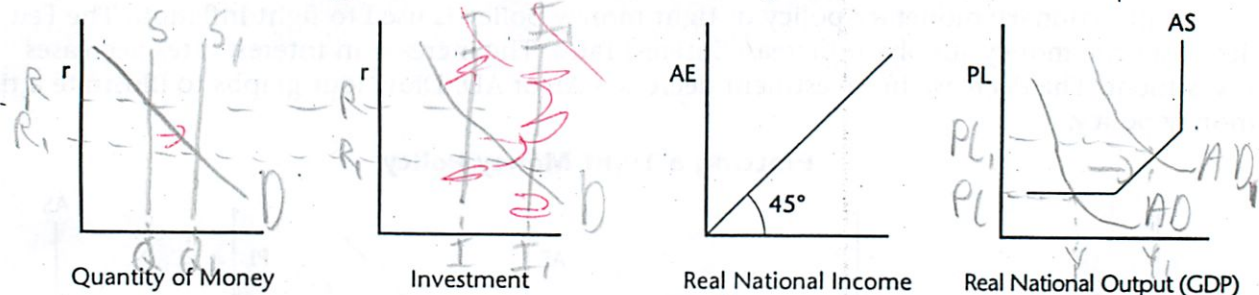 S S₁
r
R
R₁
D
Q Q₁
Quantity of Money
r
R
R₁
D
I I₁
Investment
AE
45°
Real National Income
PL
AS
PL₁
PL
AD₁
AD
Y Y₁
Real National Output (GDP)